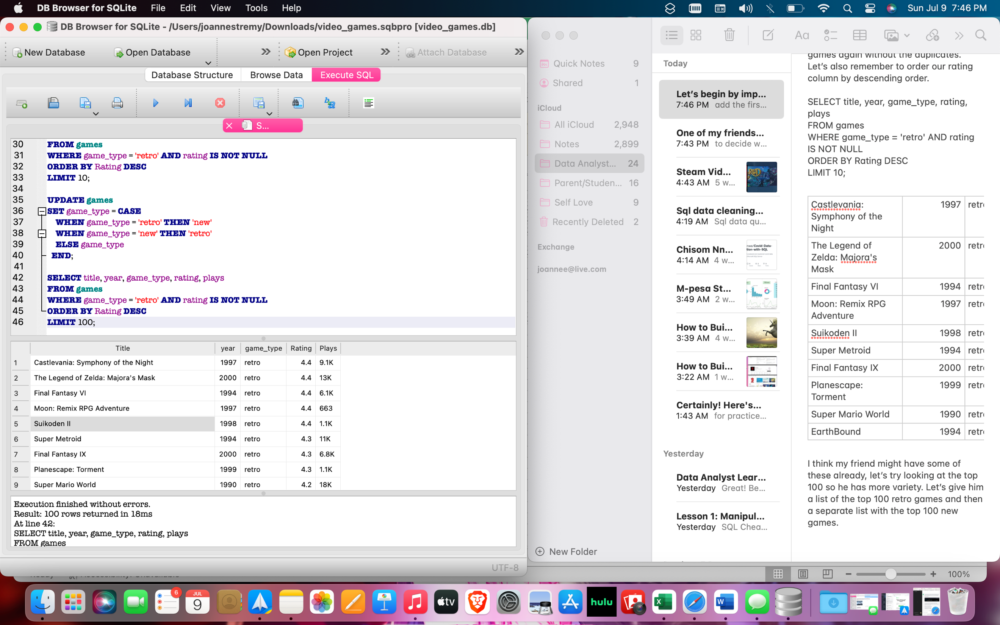 DB Browser for SQLite File Edit View Tools Help Sun Jul 9 7:46 PM
DB Browser for SQLite - /Users/joannestremy/Downloads/video_games.sqbpro [video_games.db]
New Database Open Database Open Project Attach Database
Database Structure Browse Data Execute SQL
S...
30 FROM games
31 WHERE game_type = 'retro' AND rating IS NOT NULL
32 ORDER BY Rating DESC
33 LIMIT 10;
34
35 UPDATE games
36 SET game_type = CASE
37 WHEN game_type = 'retro' THEN 'new'
38 WHEN game_type = 'new' THEN 'retro'
39 ELSE game_type
40 END;
41
42 SELECT title, year, game_type, rating, plays
43 FROM games
44 WHERE game_type = 'retro' AND rating IS NOT NULL
45 ORDER BY Rating DESC
46 LIMIT 100;
Title year game_type Rating Plays
1 Castlevania: Symphony of the Night 1997 retro 4.4 9.1K
2 The Legend of Zelda: Majora's Mask 2000 retro 4.4 13K
3 Final Fantasy VI 1994 retro 4.4 6.1K
4 Moon: Remix RPG Adventure 1997 retro 4.4 663
5 Suikoden II 1998 retro 4.4 1.1K
6 Super Metroid 1994 retro 4.3 11K
7 Final Fantasy IX 2000 retro 4.3 6.8K
8 Planescape: Torment 1999 retro 4.3 1.1K
9 Super Mario World 1990 retro 4.2 18K
Execution finished without errors.
Result: 100 rows returned in 18ms
At line 42:
SELECT title, year, game_type, rating, plays
FROM games
UTF-8
Quick Notes 9
Shared 1
iCloud
All iCloud 2,948
Notes 2,899
Data Analyst... 24
Parent/Studen... 16
Self Love 9
Recently Deleted 2
Exchange
joannee@live.com
New Folder
Today
Let's begin by imp...
7:46 PM add the firs...
One of my friends...
7:43 PM to decide w...
Steam Vid...
4:43 AM 5 w...
Sql data cleaning...
4:19 AM Sql data qu...
Chisom Nn...
4:14 AM 4 w...
M-pesa St...
3:49 AM 2 w...
How to Bui...
3:39 AM 4 w...
How to Bui...
3:22 AM 1 w...
Certainly! Here's...
1:43 AM for practice...
Yesterday
Data Analyst Lear...
Yesterday Great! Be...
Lesson 1: Manipul...
Yesterday SQL Chea...
Aa
games again without the duplicates.
Let's also remember to order our rating
column by descending order.
SELECT title, year, game_type, rating,
plays
FROM games
WHERE game_type = 'retro' AND rating
IS NOT NULL
ORDER BY Rating DESC
LIMIT 10;
Castlevania: 1997 retr
Symphony of the
Night
The Legend of 2000 retr
Zelda: Majora's
Mask
Final Fantasy VI 1994 retr
Moon: Remix RPG 1997 retr
Adventure
Suikoden II 1998 retr
Super Metroid 1994 retr
Final Fantasy IX 2000 retr
Planescape: 1999 retr
Torment
Super Mario World 1990 retr
EarthBound 1994 retr
I think my friend might have some of
these already, let's try looking at the top
100 so he has more variety. Let's give him
a list of the top 100 retro games and then
a separate list with the top 100 new
games.
100%
6
JUL
9
tv
hulu
X
W